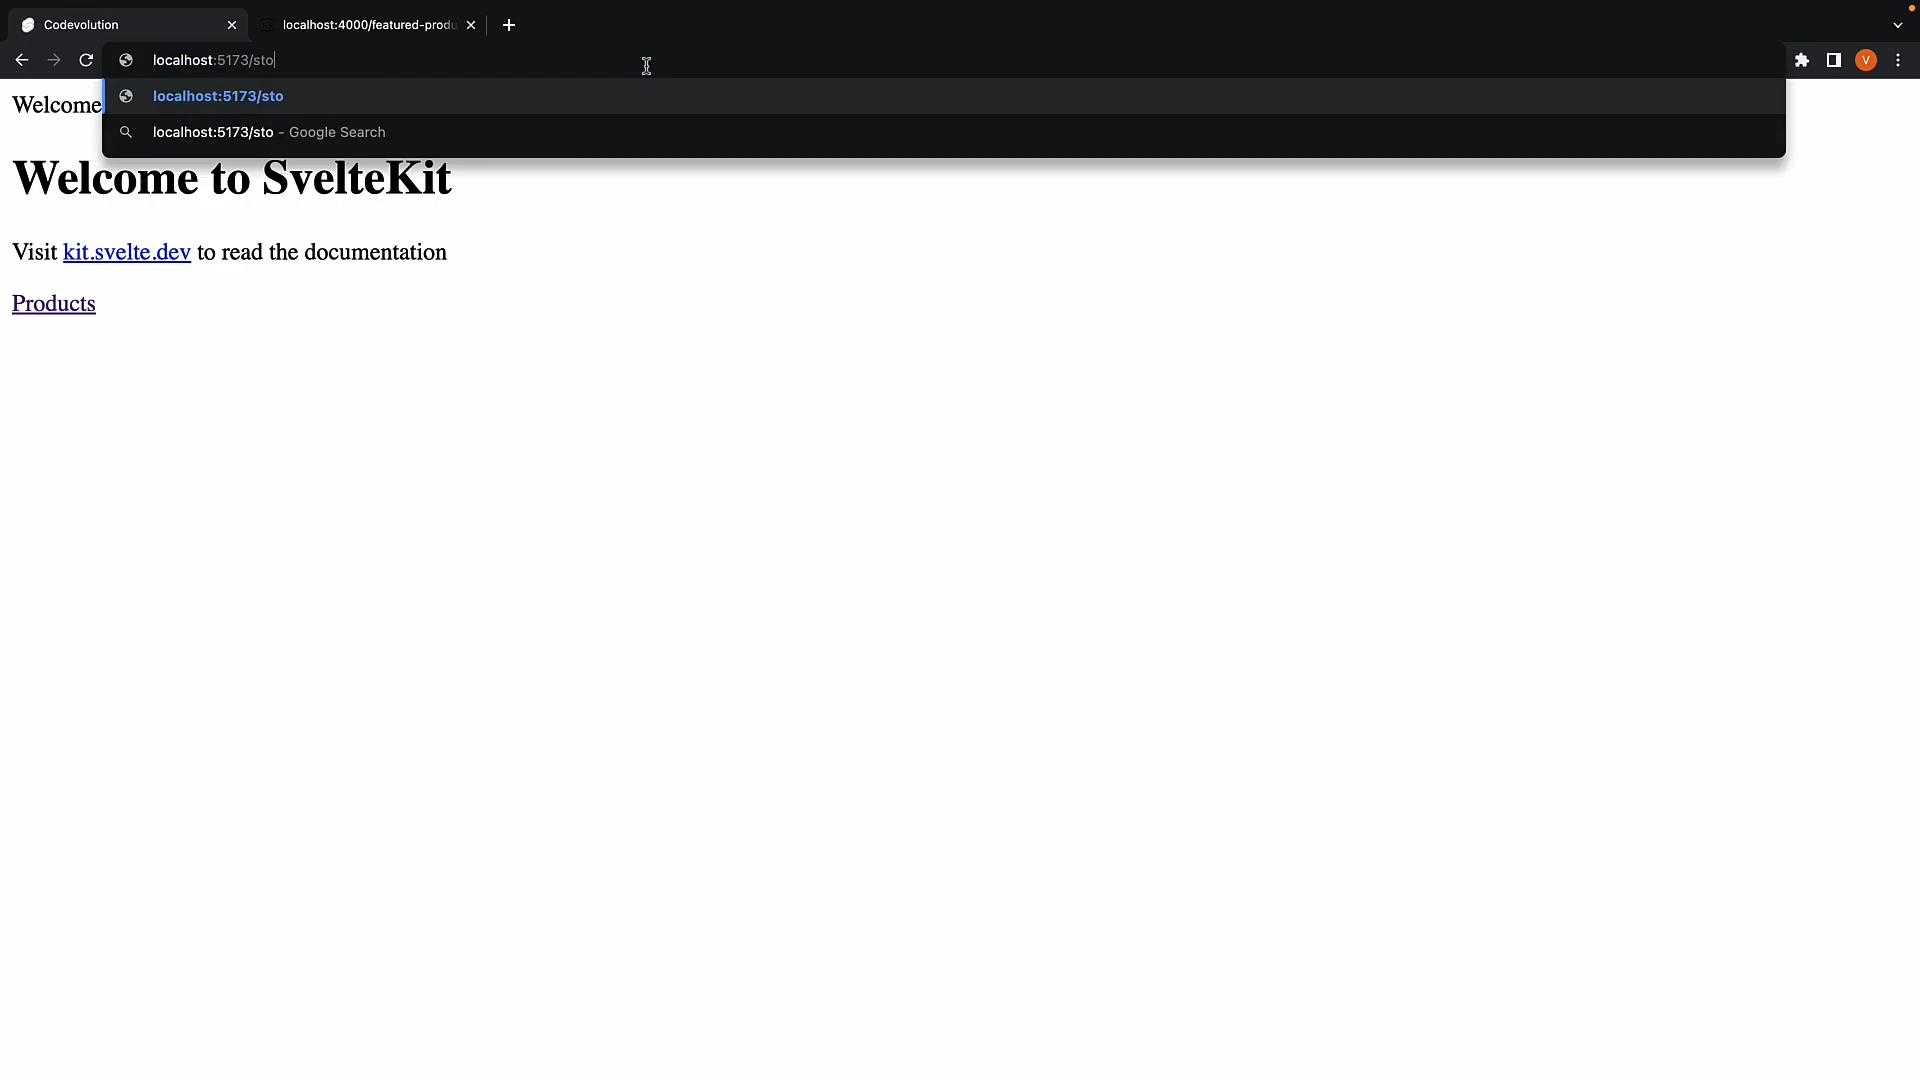 Codevolution
localhost:4000/featured-produ
localhost:5173/sto
V
localhost:5173/sto
localhost:5173/sto - Google Search
Welcome
Welcome to SvelteKit
Visit kit.svelte.dev to read the documentation
Products